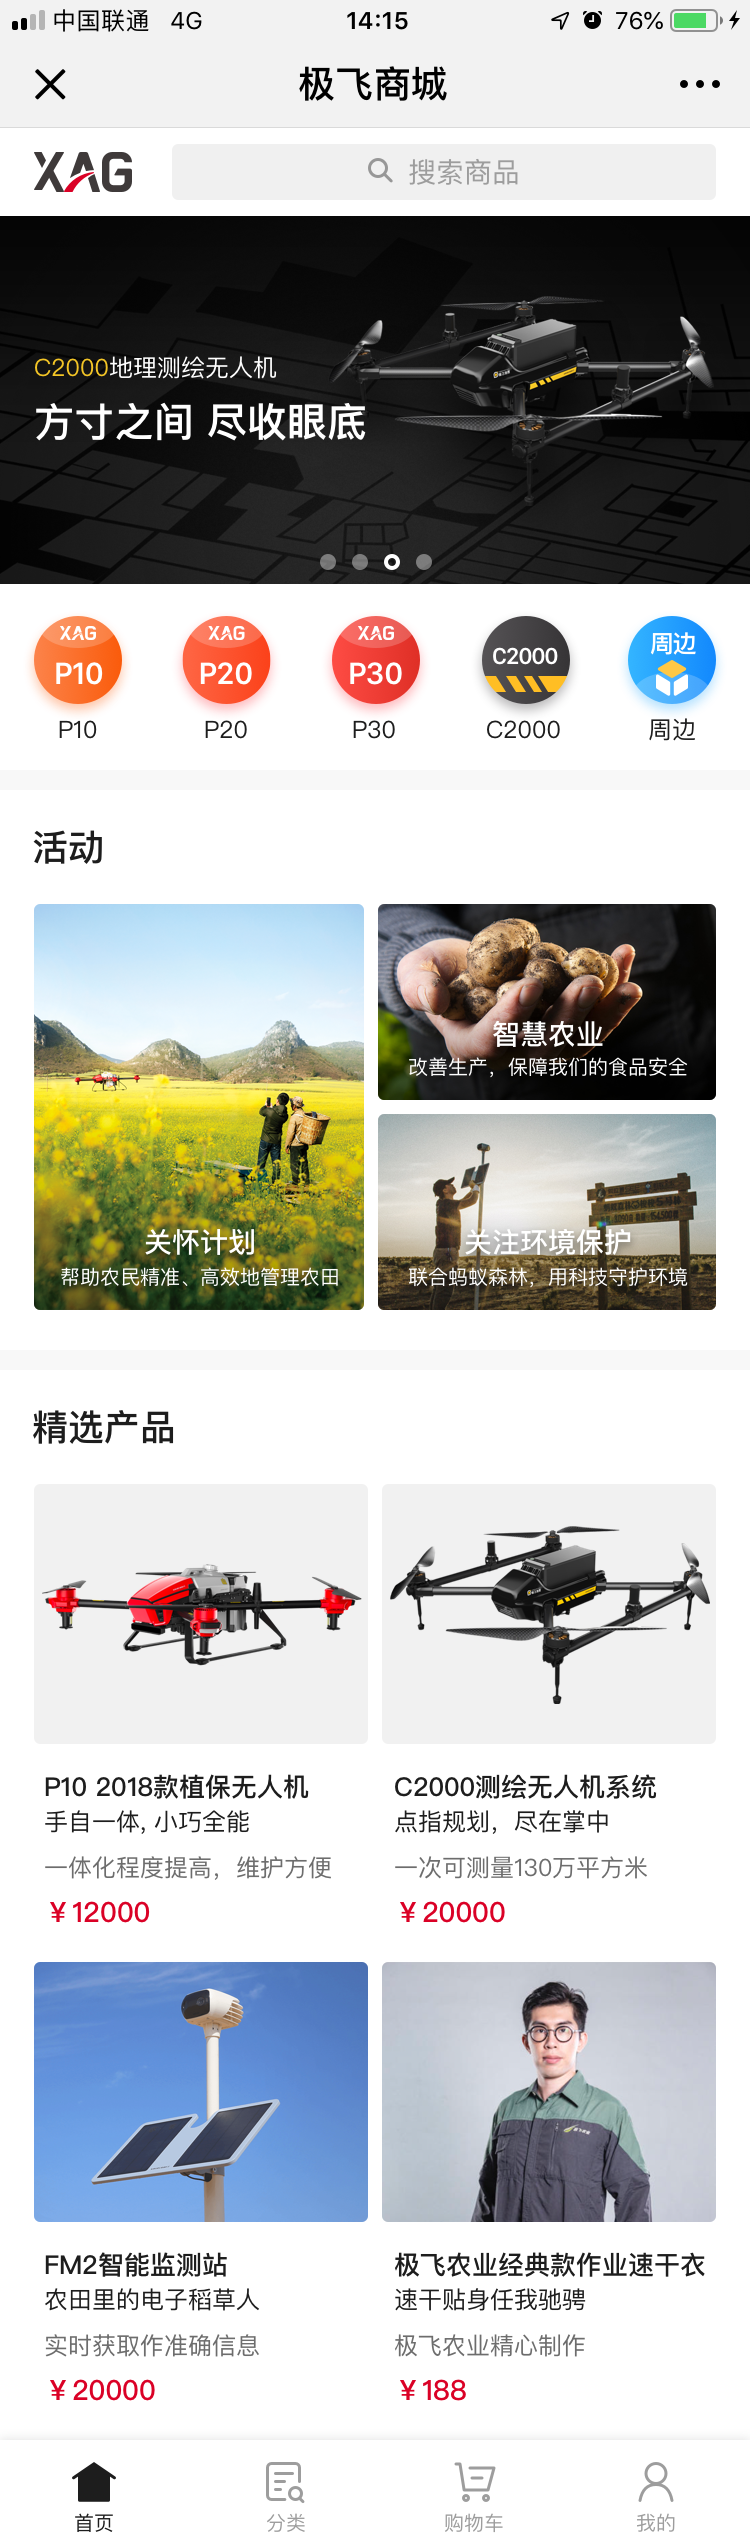 中国联通 4G 14:15 76%
极飞商城
XAG 搜索商品
C2000地理测绘无人机
方寸之间 尽收眼底
XAG P10
XAG P20
XAG P30
C2000
周边
P10 P20 P30 C2000 周边
活动
关怀计划
帮助农民精准、高效地管理农田
智慧农业
改善生产，保障我们的食品安全
关注环境保护
联合蚂蚁森林，用科技守护环境
精选产品
P10 2018款植保无人机
手自一体, 小巧全能
一体化程度提高，维护方便
¥ 12000
C2000测绘无人机系统
点指规划，尽在掌中
一次可测量130万平方米
¥ 20000
FM2智能监测站
农田里的电子稻草人
实时获取作准确信息
¥ 20000
极飞农业经典款作业速干衣
速干贴身任我驰骋
极飞农业精心制作
¥ 188
首页 分类 购物车 我的